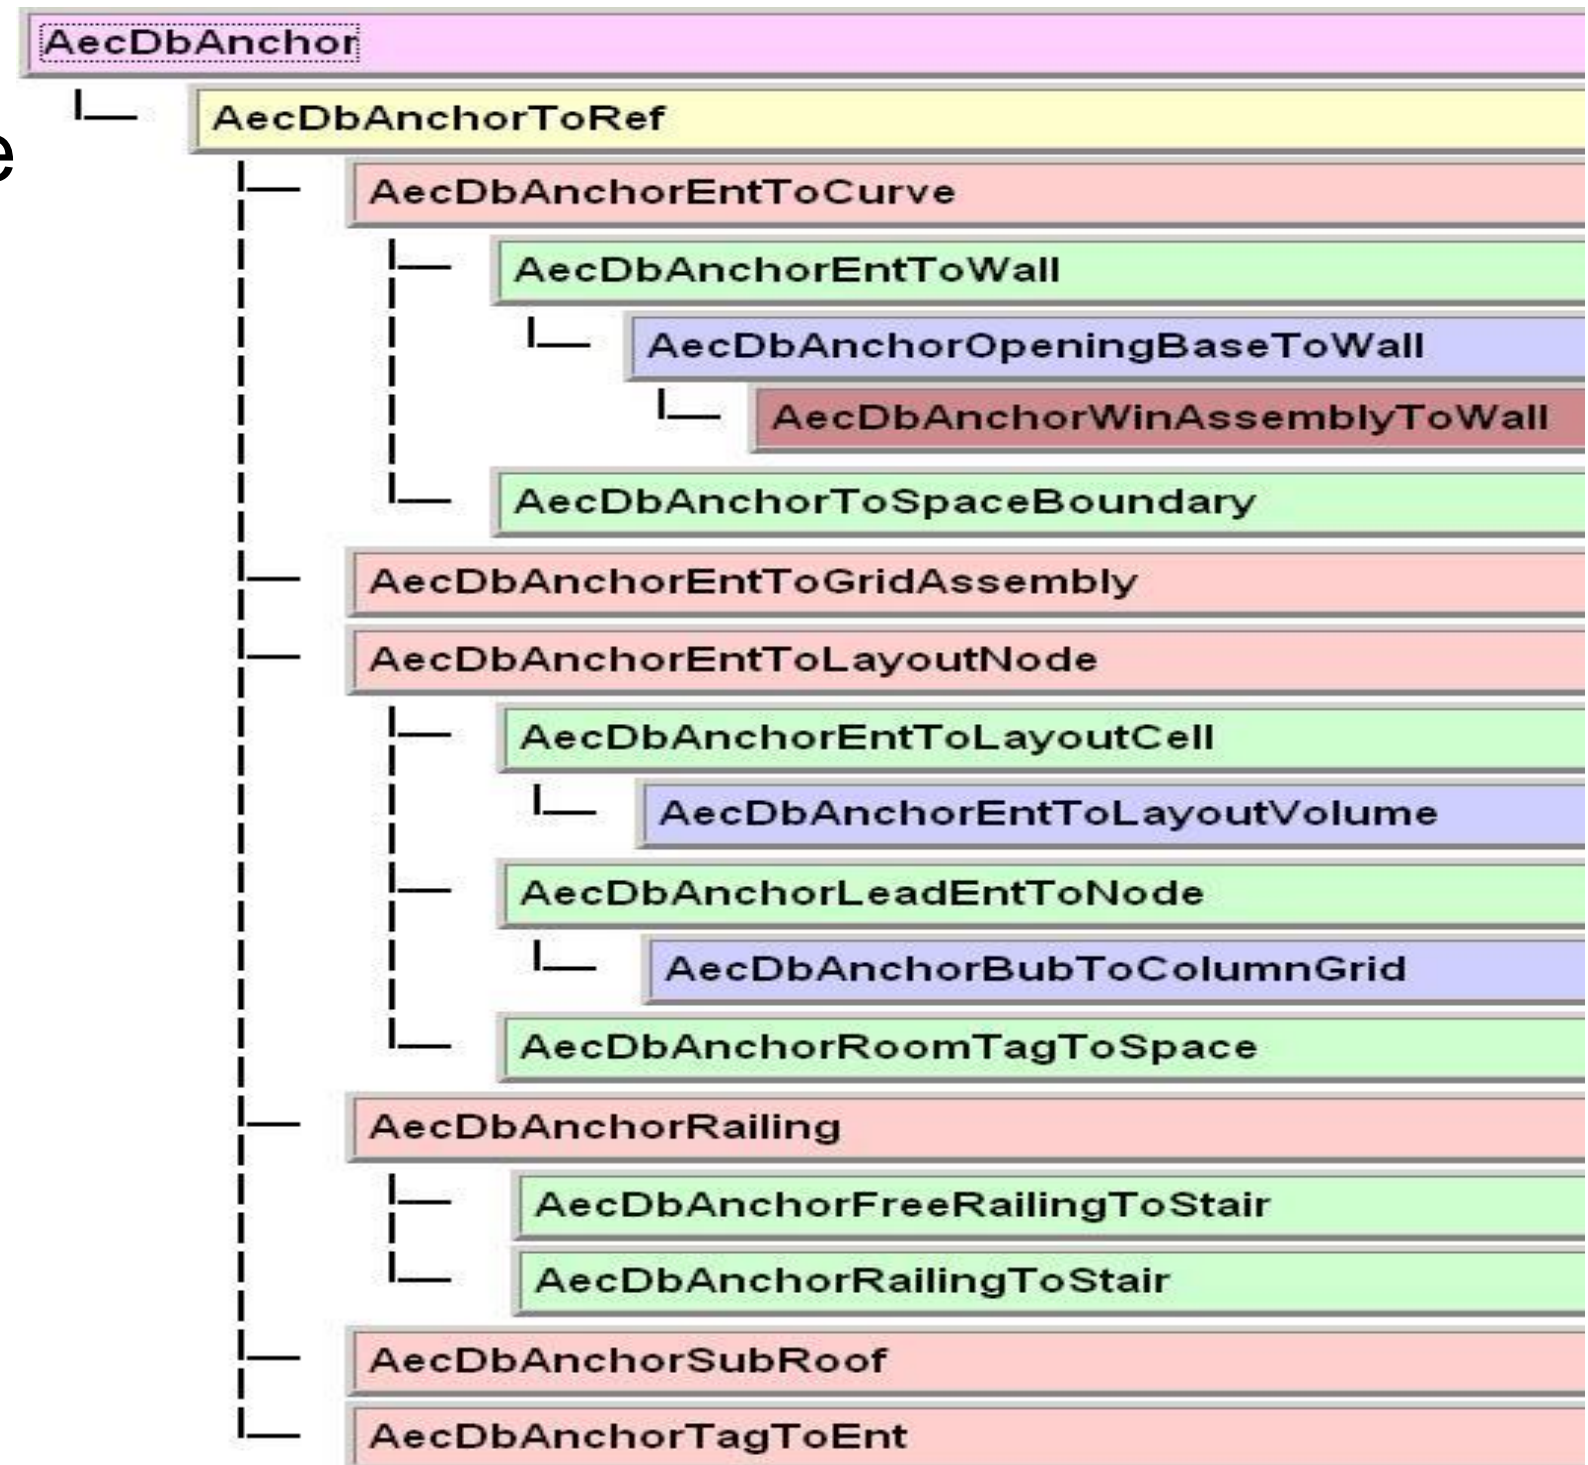 AecDbAnchor
AecDbAnchorToRef
e
AecDbAnchorEntToCurve
AecDbAnchorEntToWall
AecDbAnchorOpeningBaseToWall
AecDbAnchorWinAssemblyToWall
AecDbAnchorToSpaceBoundary
AecDbAnchorEntToGridAssembly
AecDbAnchorEntToLayoutNode
AecDbAnchorEntToLayoutCell
AecDbAnchorEntToLayoutVolume
AecDbAnchorLeadEntToNode
AecDbAnchorBubToColumnGrid
AecDbAnchorRoomTagToSpace
AecDbAnchorRailing
AecDbAnchorFreeRailingToStair
AecDbAnchorRailingToStair
AecDbAnchorSubRoof
AecDbAnchorTagToEnt